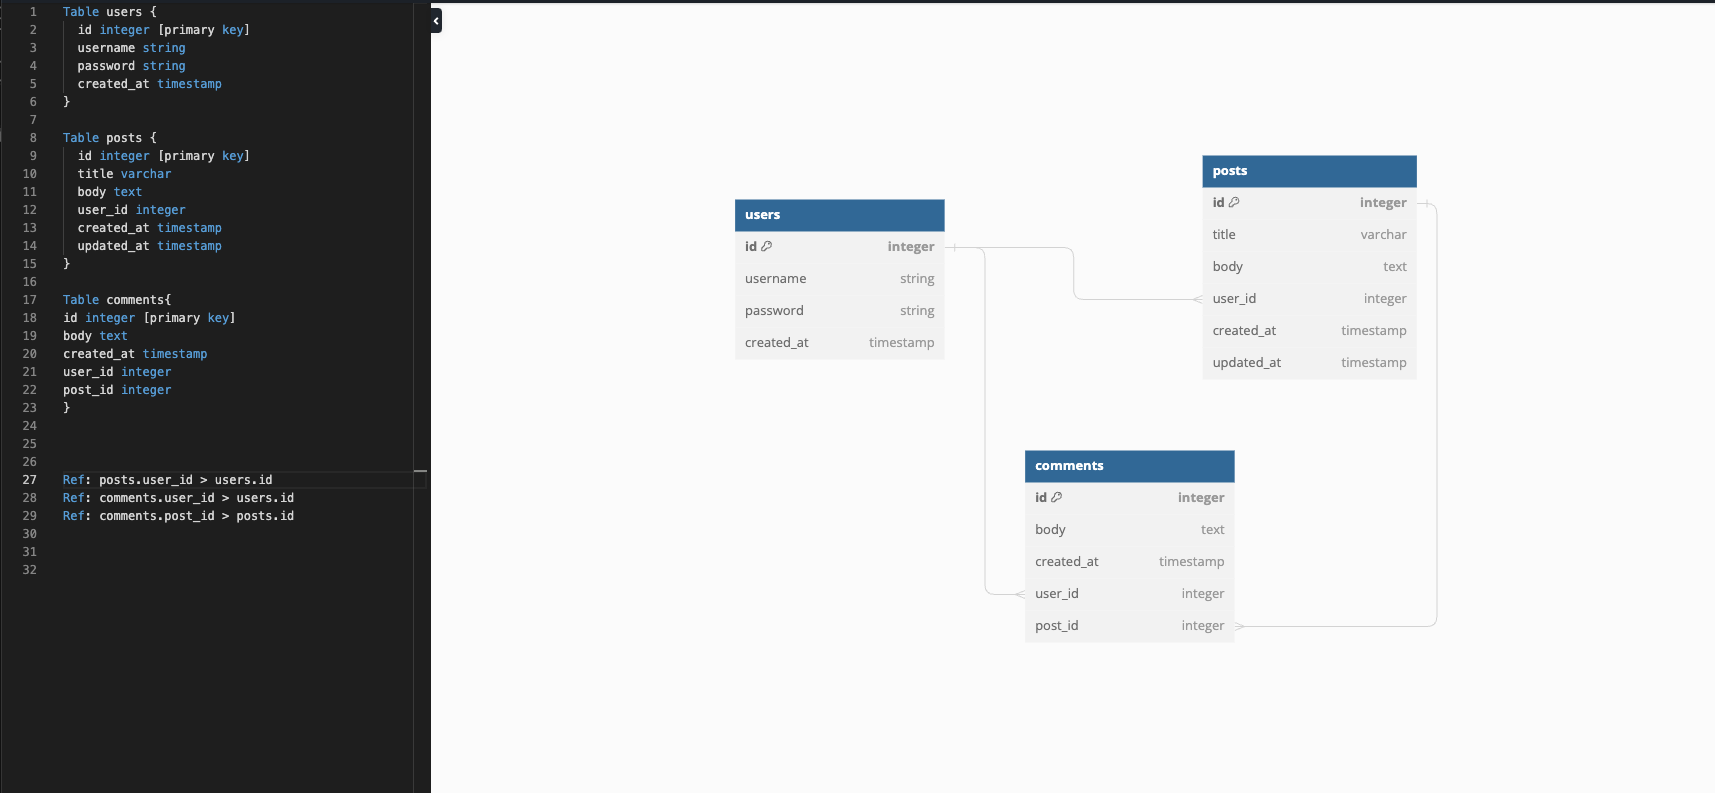 1 Table users {
2 id integer [primary key]
3 username string
4 password string
5 created_at timestamp
6 }
7
8 Table posts {
9 id integer [primary key]
10 title varchar
11 body text
12 user_id integer
13 created_at timestamp
14 updated_at timestamp
15 }
16
17 Table comments{
18 id integer [primary key]
19 body text
20 created_at timestamp
21 user_id integer
22 post_id integer
23 }
24
25
26
27 Ref: posts.user_id > users.id
28 Ref: comments.user_id > users.id
29 Ref: comments.post_id > posts.id
30
31
32
users
id integer
username string
password string
created_at timestamp
posts
id integer
title varchar
body text
user_id integer
created_at timestamp
updated_at timestamp
comments
id integer
body text
created_at timestamp
user_id integer
post_id integer